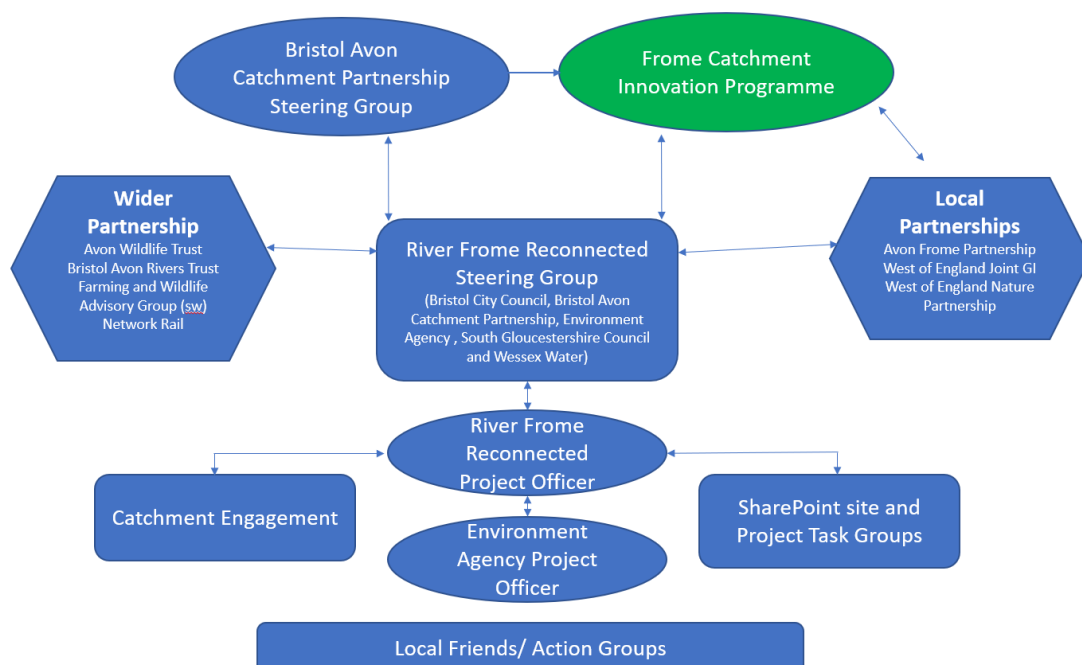 Bristol Avon
Catchment Partnership
Steering Group
Frome Catchment
Innovation Programme
Wider
Partnership
Avon Wildlife Trust
Bristol Avon Rivers Trust
Farming and Wildlife
Advisory Group (sw)
Network Rail
River Frome Reconnected
Steering Group
(Bristol City Council, Bristol Avon
Catchment Partnership, Environment
Agency , South Gloucestershire Council
and Wessex Water)
Local
Partnerships
Avon Frome Partnership
West of England Joint GI
West of England Nature
Partnership
River Frome
Reconnected
Project Officer
Catchment Engagement
SharePoint site and
Project Task Groups
Environment
Agency Project
Officer
Local Friends/ Action Groups